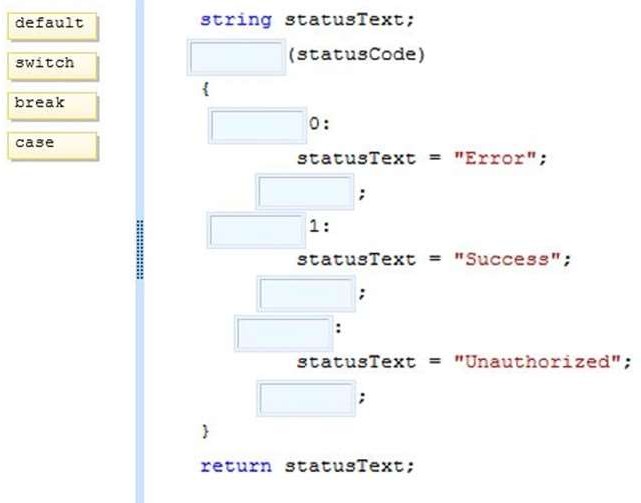 default
switch
break
case
string statusText;
(statusCode)
{
0:
statusText = "Error";
;
1:
statusText = "Success";
;
:
statusText = "Unauthorized";
;
}
return statusText;